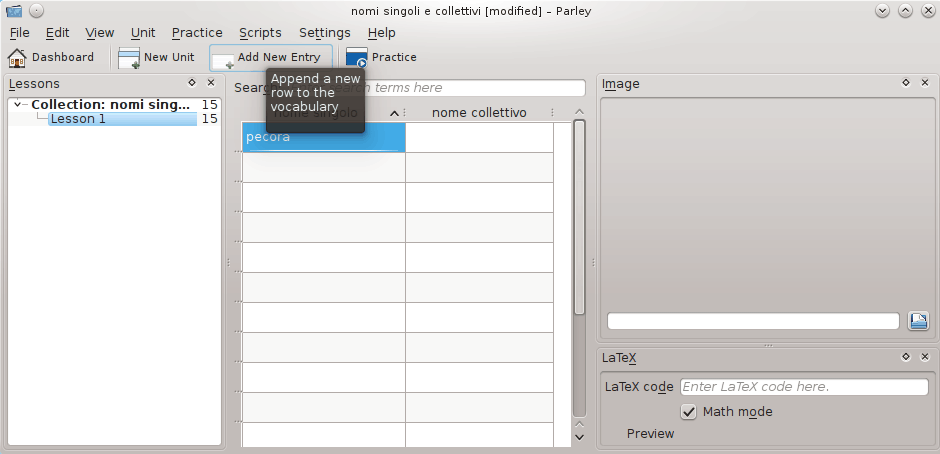 nomi singoli e collettivi [modified] – Parley
File Edit View Unit Practice Scripts Settings Help
Dashboard New Unit Add New Entry Practice
Lessons
Collection: nomi sing... 15
Lesson 1 15
Append a new
row to the
vocabulary
Sear search terms here
nome singolo nome collettivo
pecora
Image
LaTeX
LaTeX code Enter LaTeX code here.
Math mode
Preview